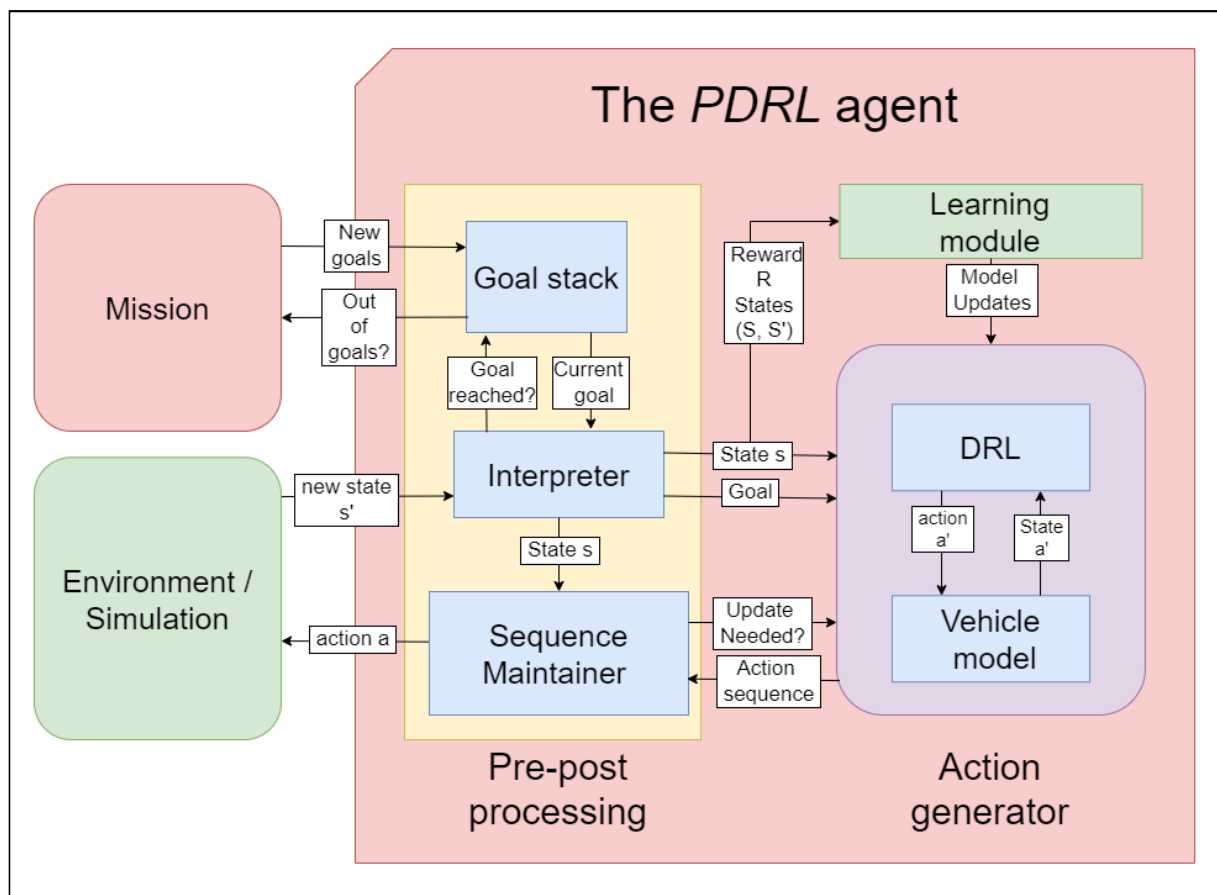 The PDRL agent
Mission
New
goals
Out
of
goals?
Goal stack
Goal
reached?
Current
goal
Reward
R
States
(S, S')
Learning
module
Model
Updates
Environment /
Simulation
new state
s'
Interpreter
State s
Goal
State s
DRL
action
a'
State
a'
Vehicle
model
action a
Sequence
Maintainer
Update
Needed?
Action
sequence
Pre-post
processing
Action
generator